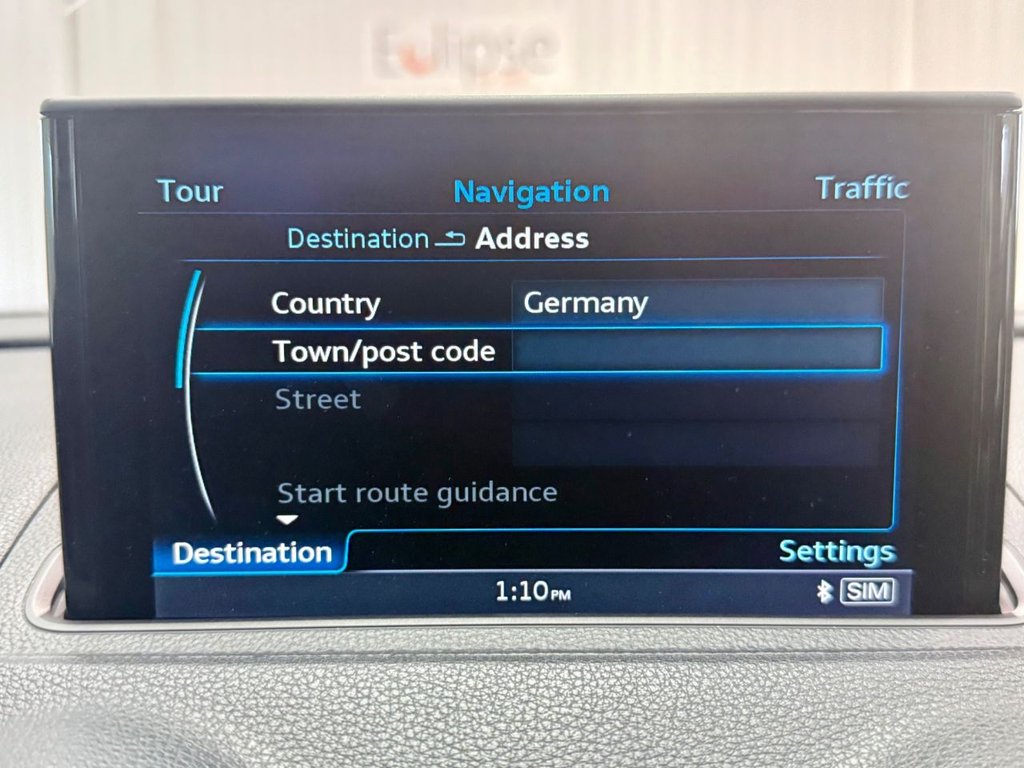 Eclipse
Tour Navigation Traffic
Destination Address
Country Germany
Town/post code
Street
Start route guidance
Destination Settings
1:10PM SIM